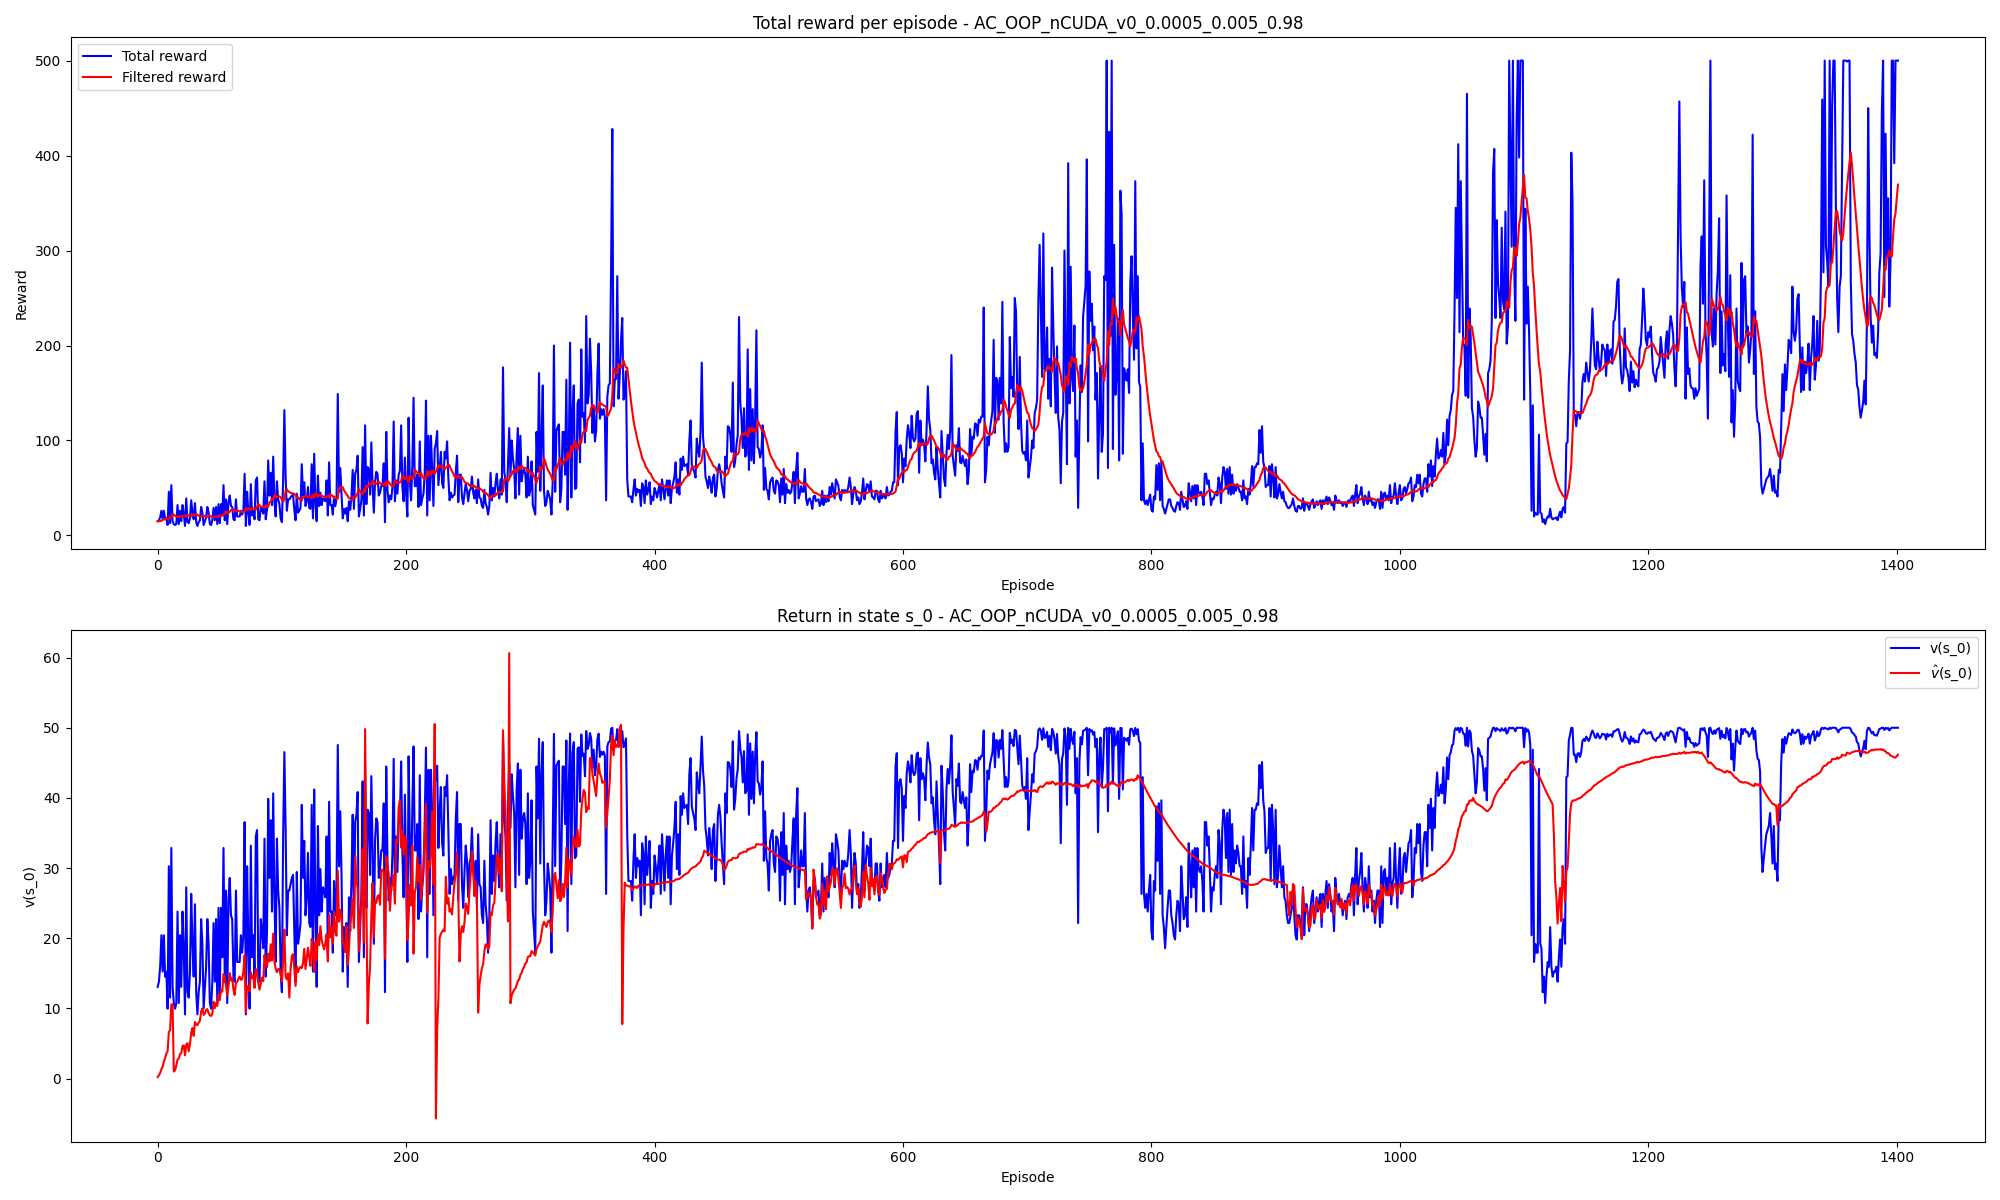 Total reward per episode - AC_OOP_nCUDA_v0_0.0005_0.005_0.98
Total reward
Filtered reward
500
400
300
200
100
0
Reward
0 200 400 600 800 1000 1200 1400
Episode
Return in state s_0 - AC_OOP_nCUDA_v0_0.0005_0.005_0.98
v(s_0)
v̂(s_0)
60
50
40
30
20
10
0
v(s_0)
0 200 400 600 800 1000 1200 1400
Episode